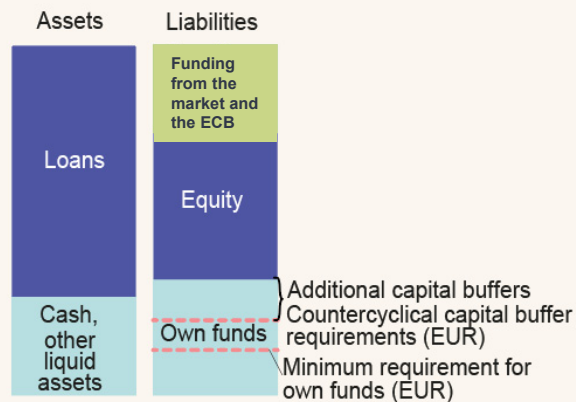 Assets
Liabilities
Funding
from the
market and
the ECB
Loans
Equity
Cash,
other
liquid
assets
Own funds
Additional capital buffers
Countercyclical capital buffer
requirements (EUR)
Minimum requirement for
own funds (EUR)